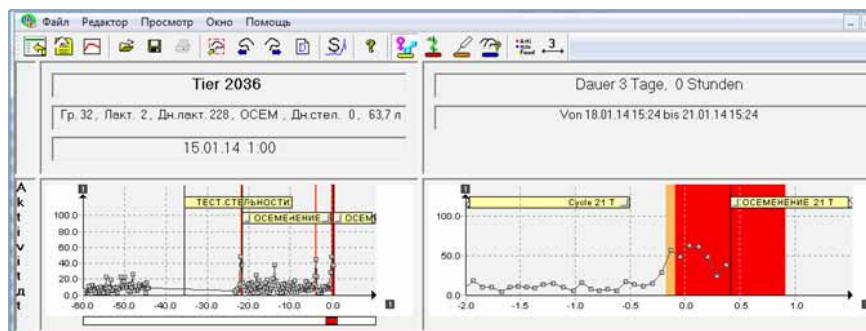 Файл Редактор Просмотр Окно Помощь
Tier 2036
Гр. 32, Лакт. 2, Дн.лакт. 228, ОСЕМ, Дн.стел. 0, 63,7 л
15.01.14 1:00
Dauer 3 Tage, 0 Stunden
Von 18.01.14 15:24 bis 21.01.14 15:24
Aktivitдt
1
ТЕСТ.СТЕЛЬНОСТИ
ОСЕМЕНЕНИЕ
ОСЕМ
100.0
80.0
60.0
40.0
20.0
0.0
-60.0 -50.0 -40.0 -30.0 -20.0 -10.0 0.0
1
1
Cycle 21 T
ОСЕМЕНЕНИЕ 21 T
100.0
50.0
0.0
-2.0 -1.5 -1.0 -0.5 0.0 0.5 1.0